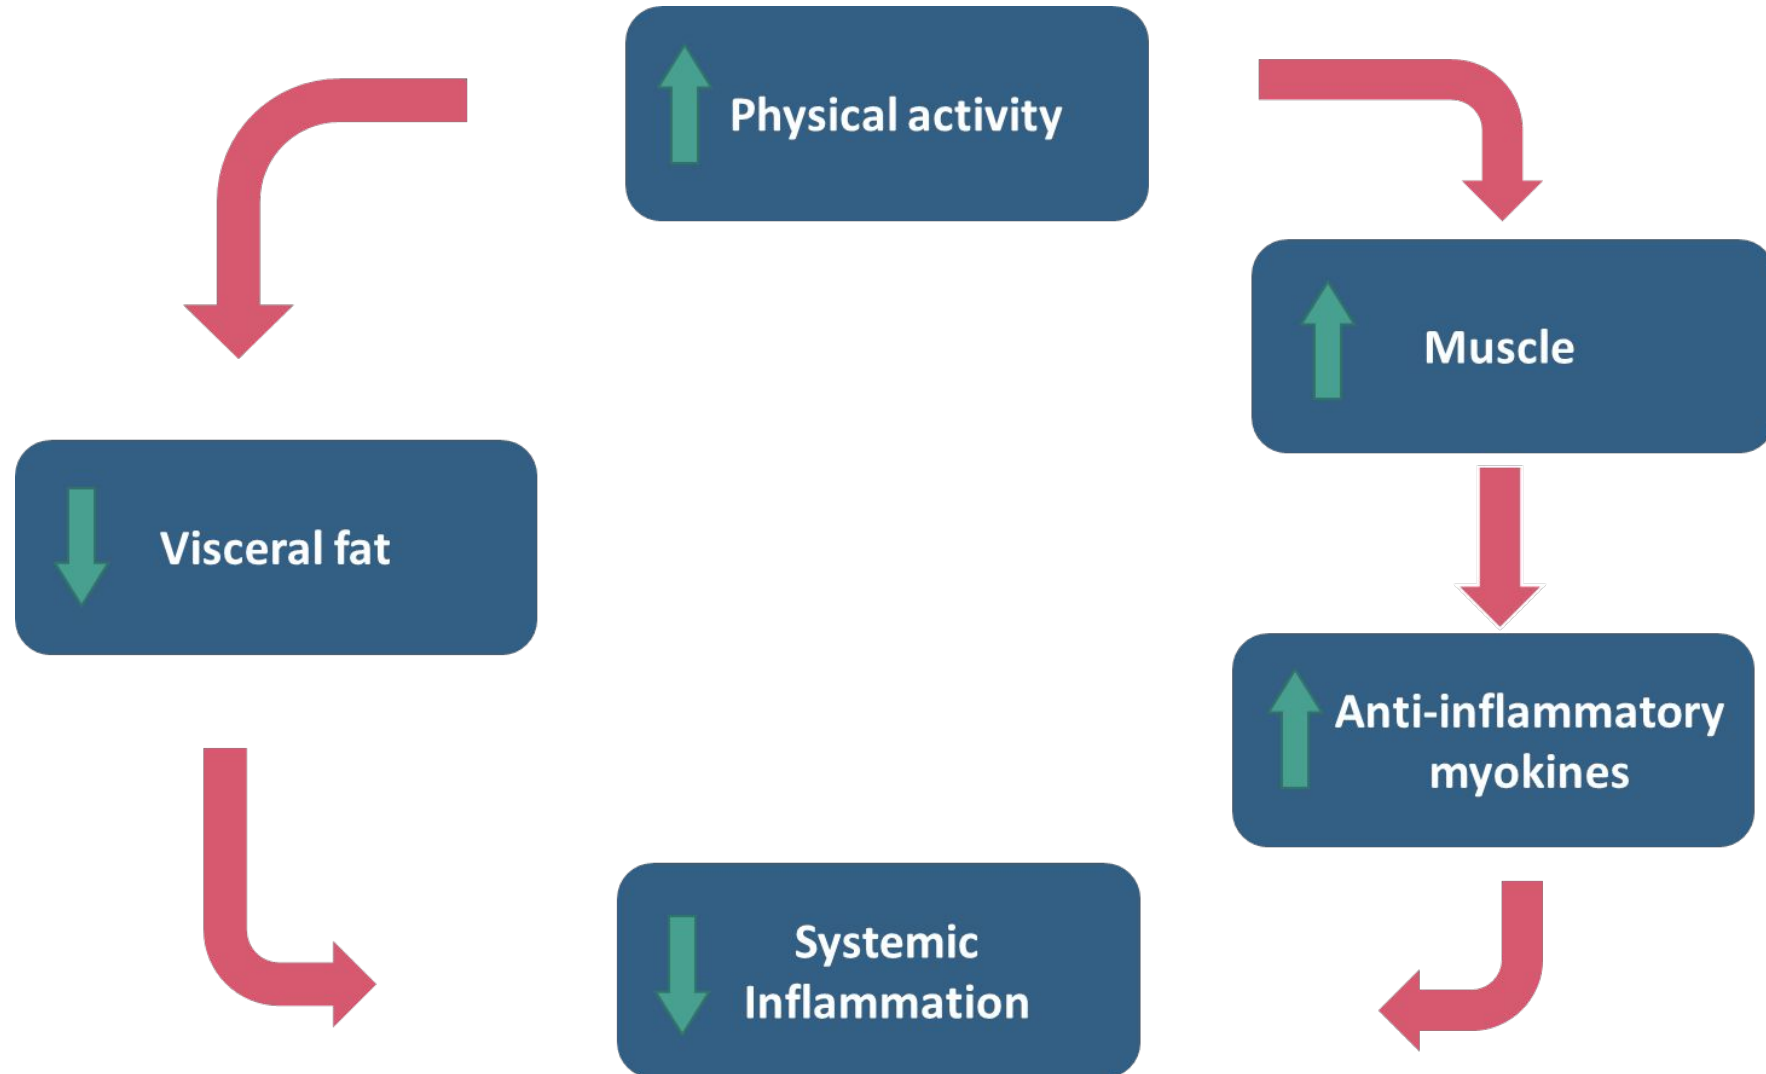 Physical activity
Muscle
Visceral fat
Anti-inflammatory
myokines
Systemic
Inflammation